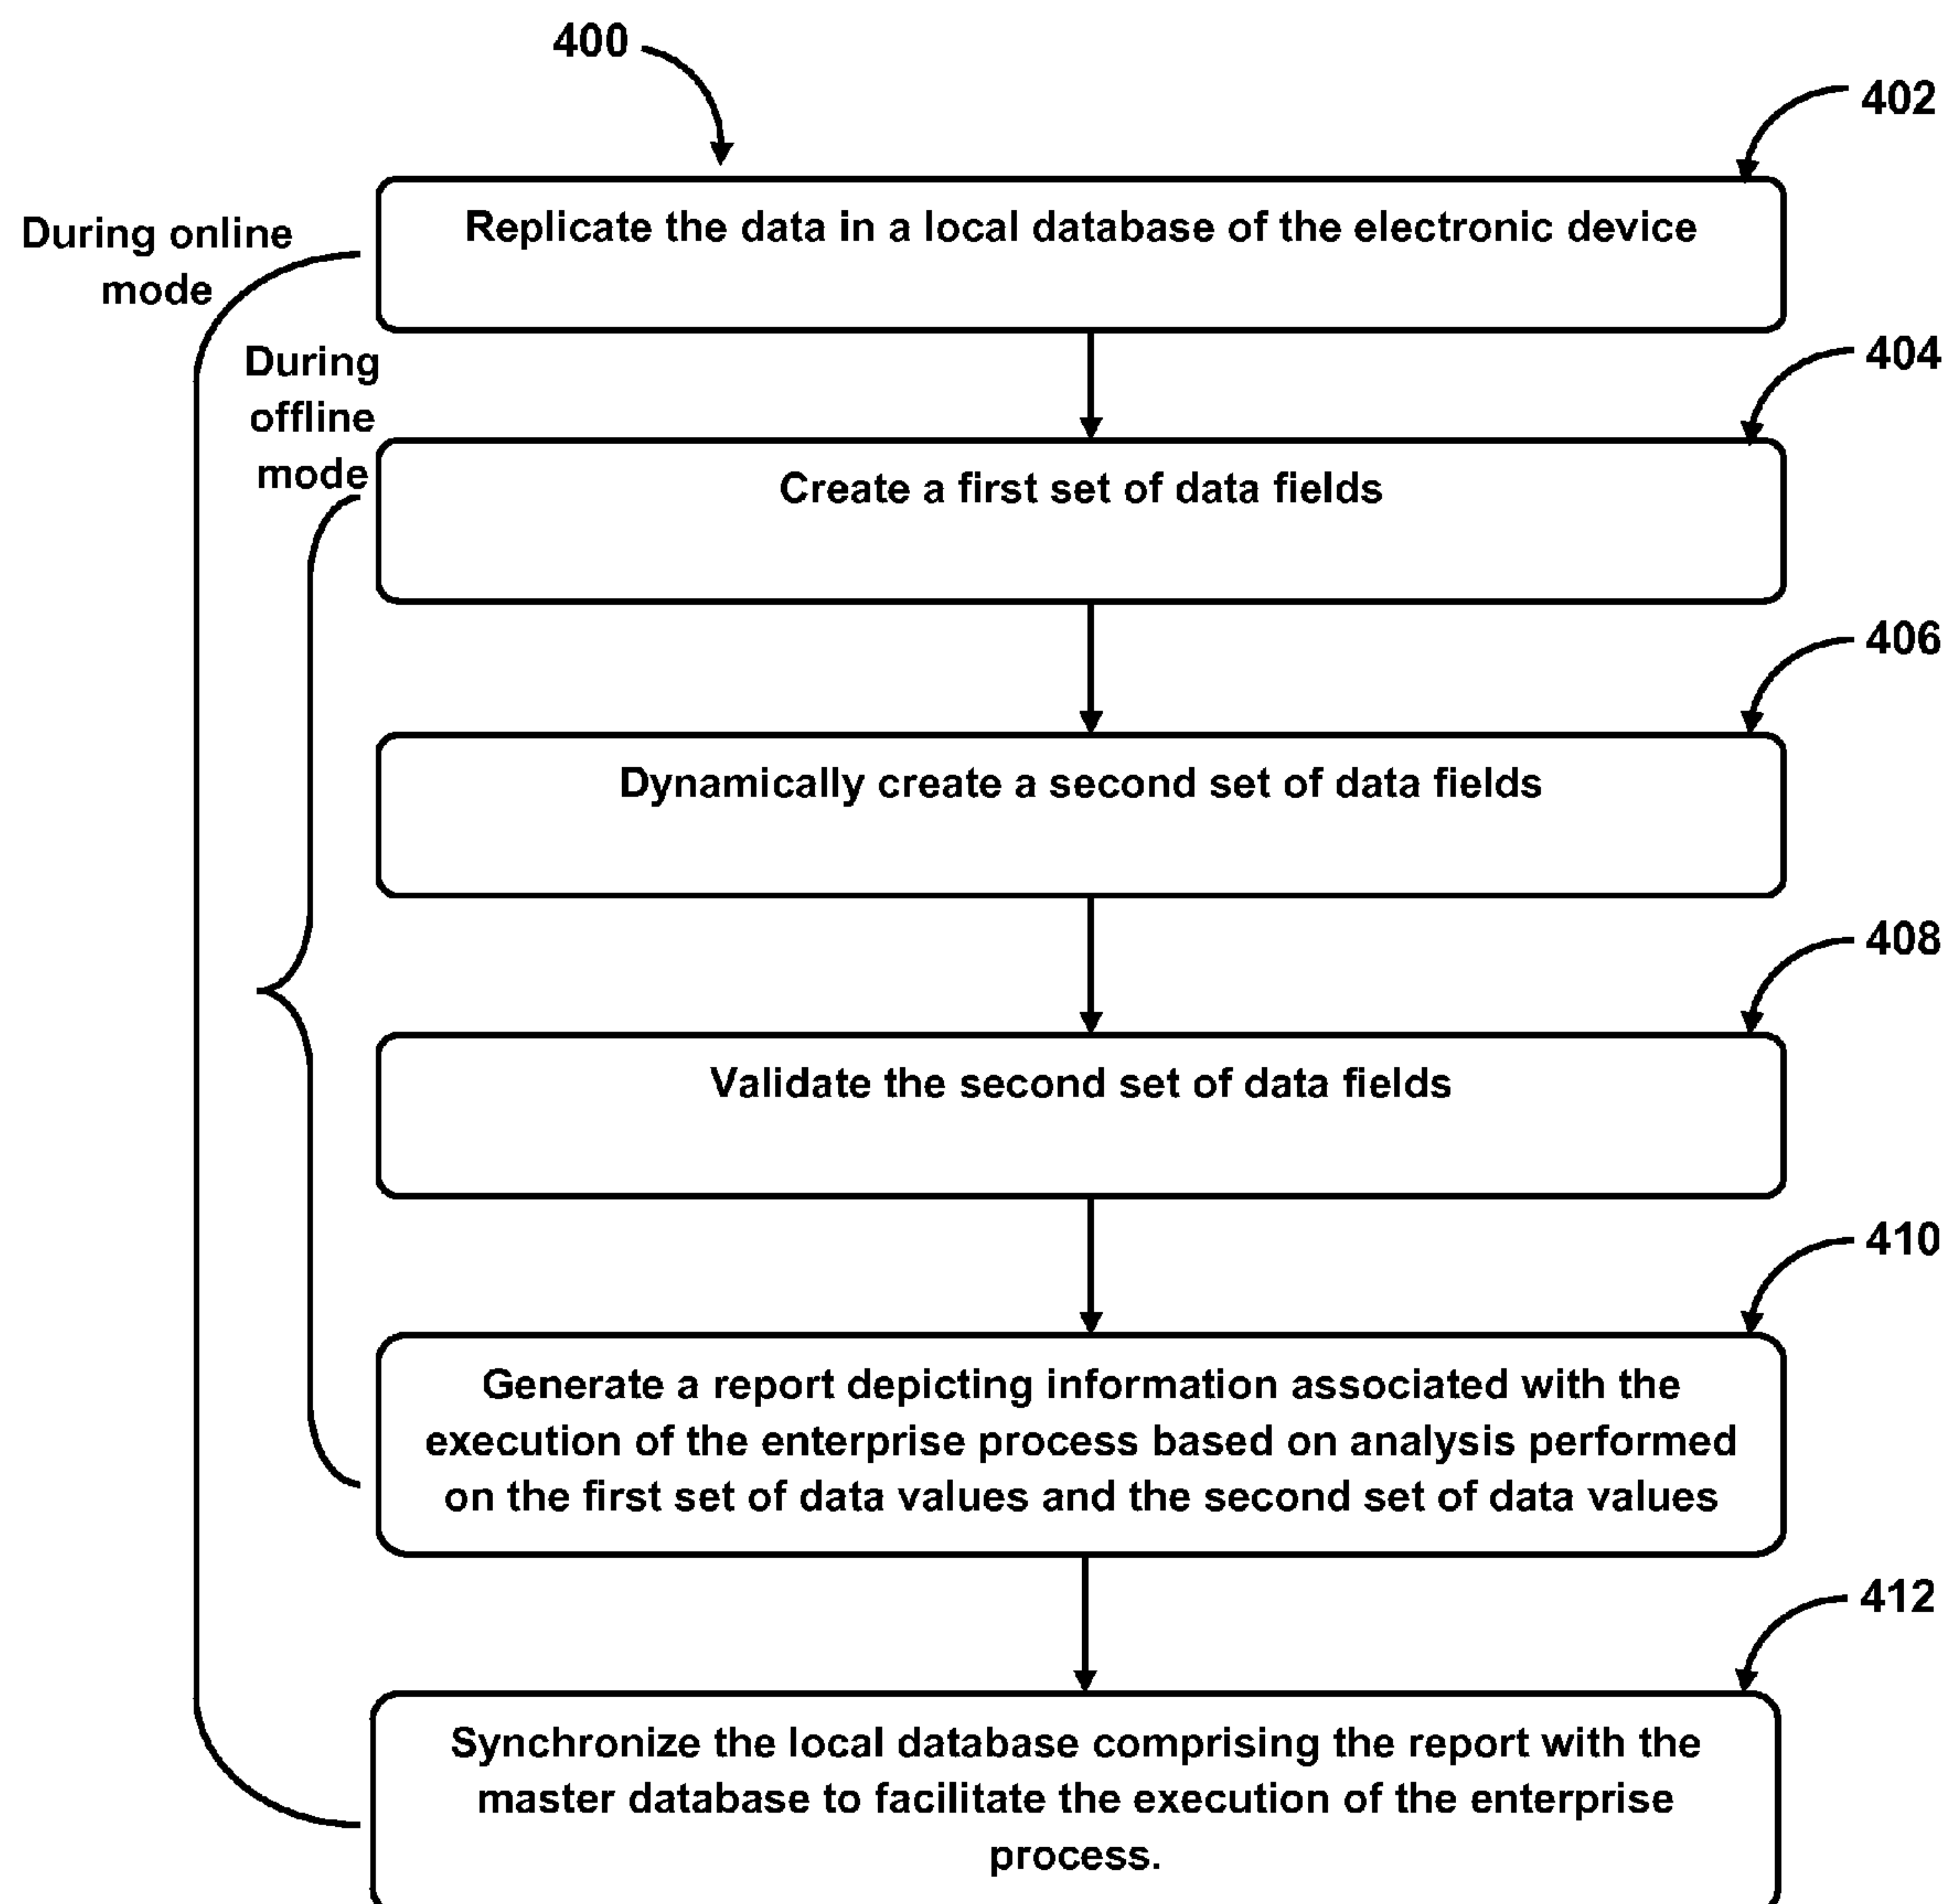 400
402
During online
mode
Replicate the data in a local database of the electronic device
During
offline
mode
404
Create a first set of data fields
406
Dynamically create a second set of data fields
408
Validate the second set of data fields
410
Generate a report depicting information associated with the
execution of the enterprise process based on analysis performed
on the first set of data values and the second set of data values
412
Synchronize the local database comprising the report with the
master database to facilitate the execution of the enterprise
process.